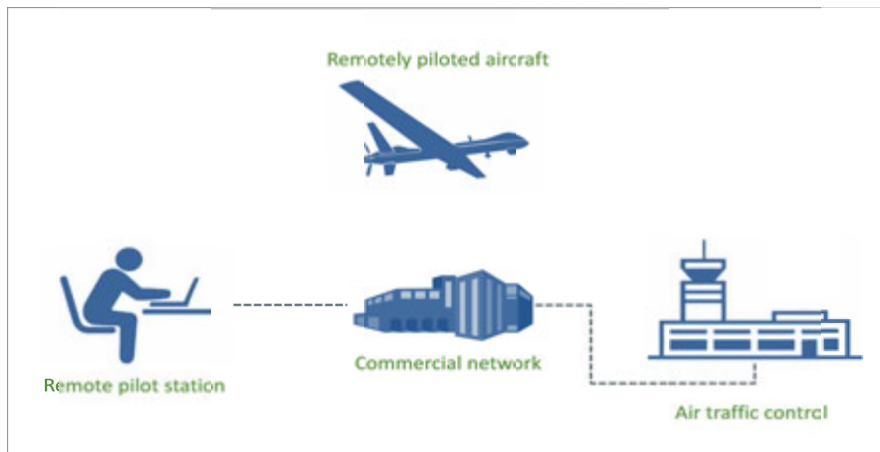 Remotely piloted aircraft
Commercial network
Remote pilot station
Air traffic control